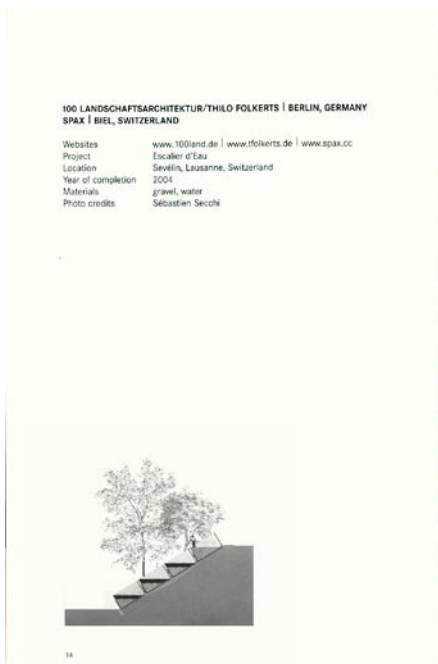 100 LANDSCHAFTSARCHITEKTUR/THILO FOLKERTS | BERLIN, GERMANY
SPAX | BIEL, SWITZERLAND
Websites www.100land.de | www.tfolkerts.de | www.spax.cc
Project Escalier d'Eau
Location Sévelin, Lausanne, Switzerland
Year of completion 2004
Materials gravel, water
Photo credits Sébastien Secchi
14